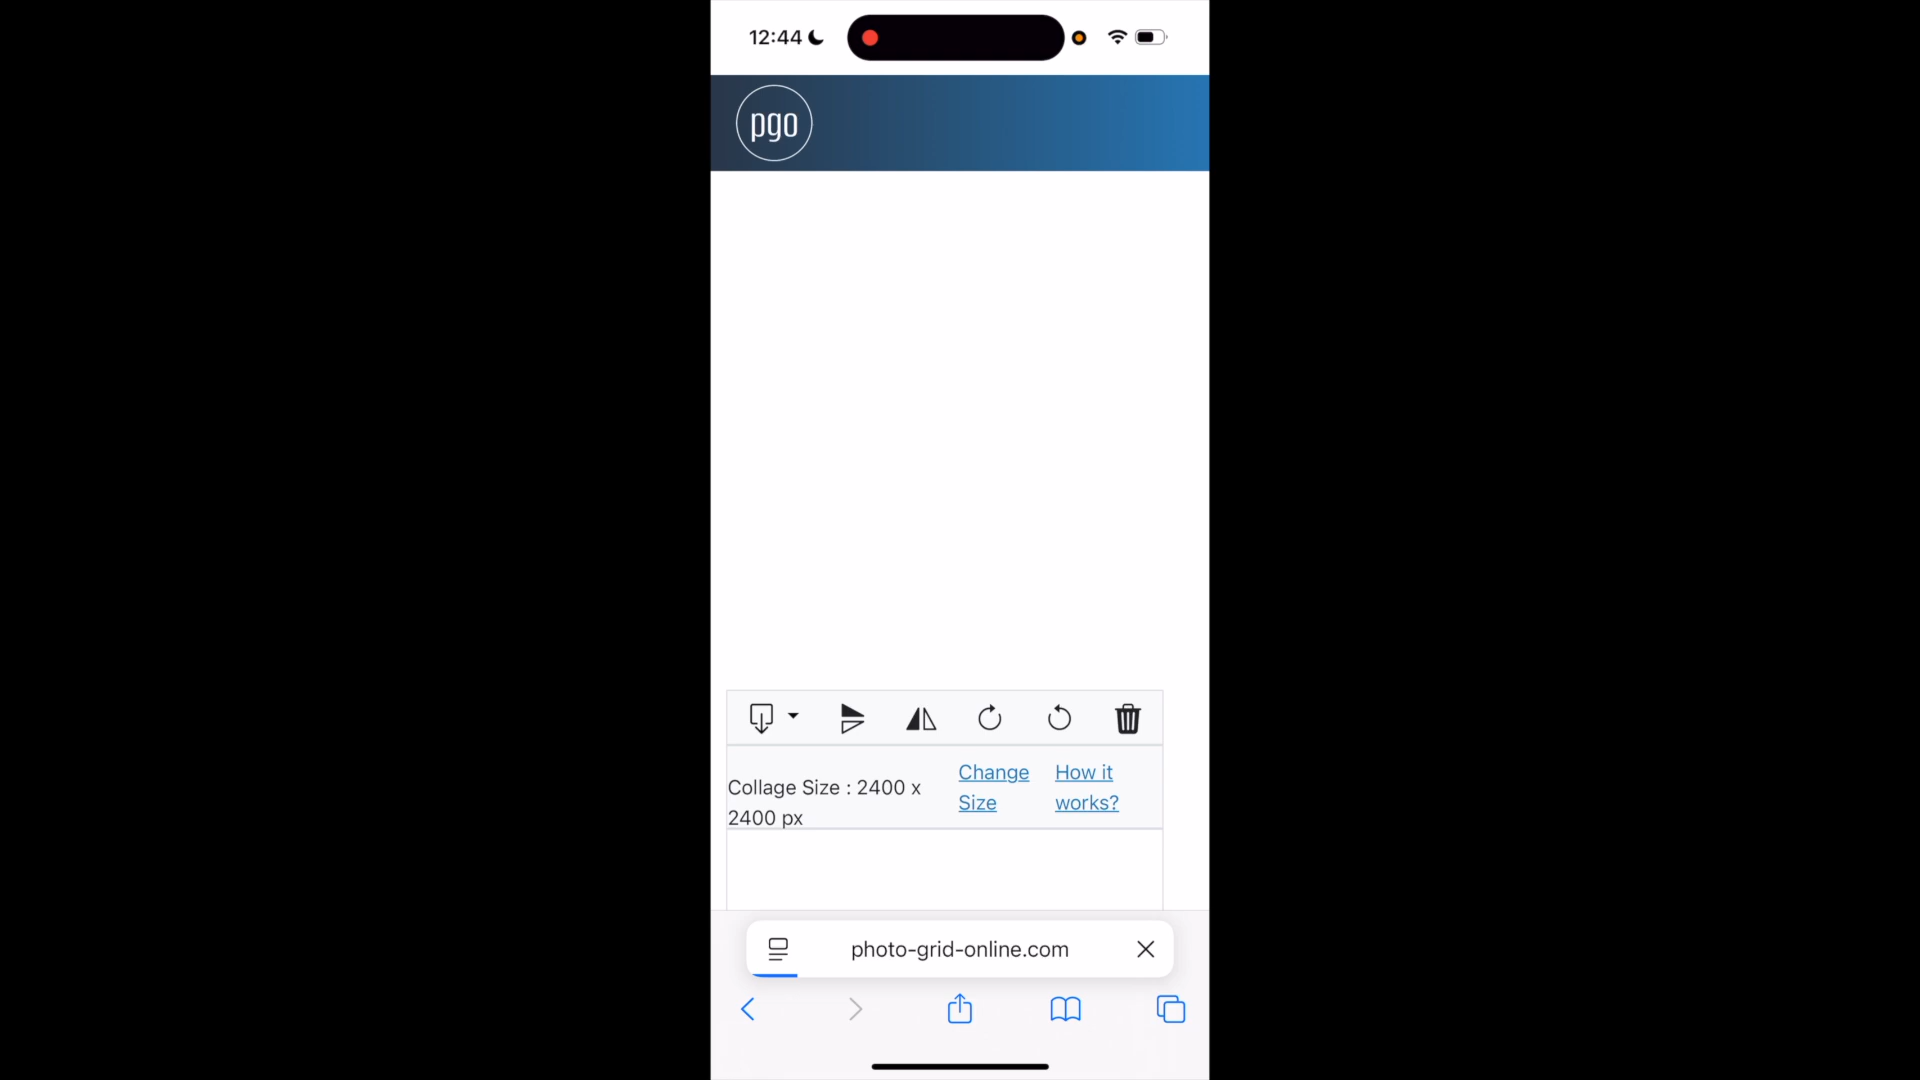 12:44
pgo
Collage Size : 2400 x
2400 px
Change
Size
How it
works?
photo-grid-online.com